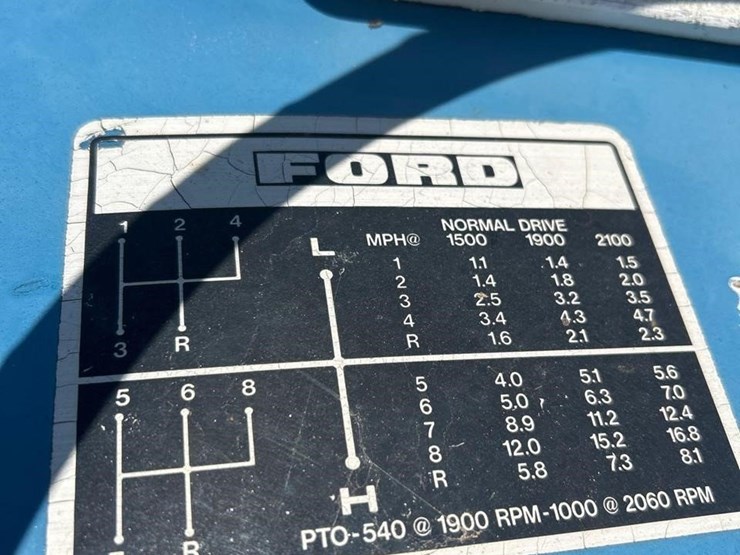 FORD
1 2 4
3 R
L
NORMAL DRIVE
MPH@ 1500 1900 2100
1 1.1 1.4 1.5
2 1.4 1.8 2.0
3 2.5 3.2 3.5
4 3.4 4.3 4.7
R 1.6 2.1 2.3
5 6 8
R
H
5 4.0 5.1 5.6
6 5.0 6.3 7.0
7 8.9 11.2 12.4
8 12.0 15.2 16.8
R 5.8 7.3 8.1
PTO-540 @ 1900 RPM-1000 @ 2060 RPM